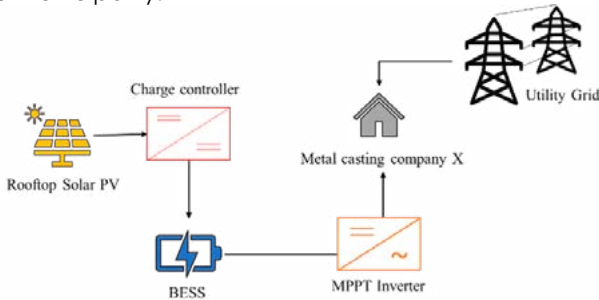 Charge controller
Utility Grid
Rooftop Solar PV
Metal casting company X
BESS
MPPT Inverter